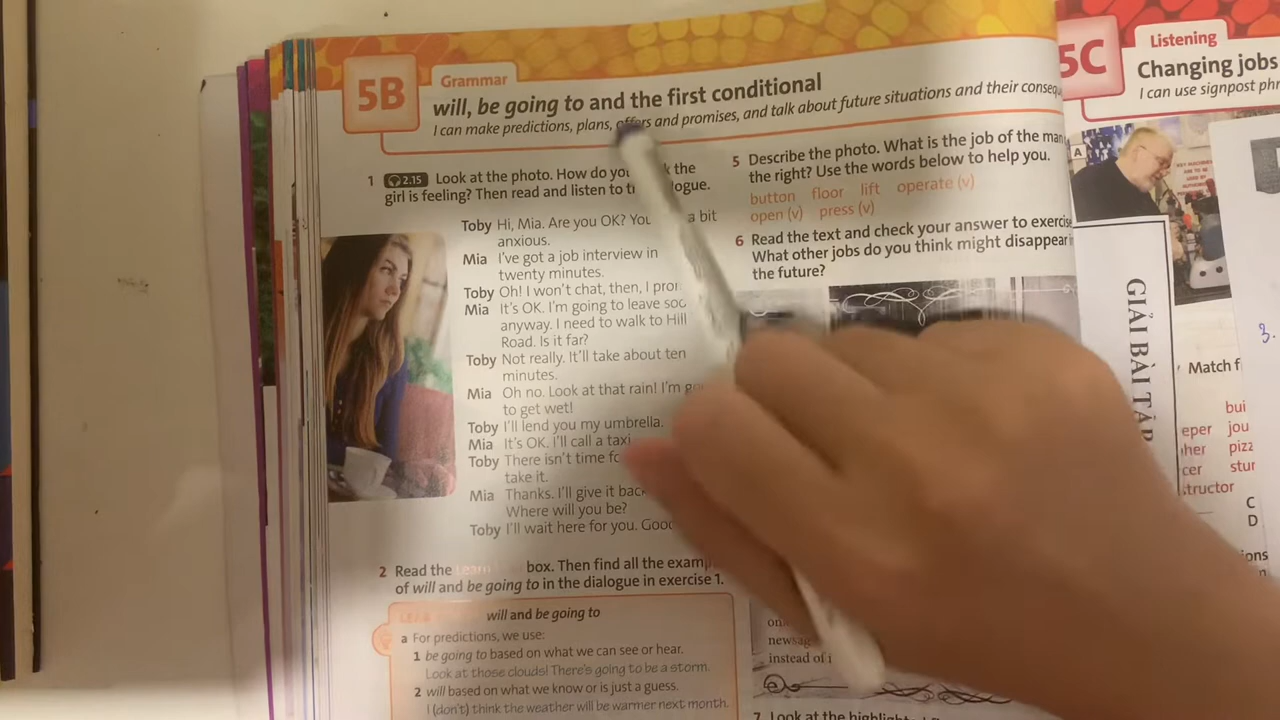 5B
Grammar
will, be going to and the first conditional
I can make predictions, plans, offers and promises, and talk about future situations and their
1 2.15 Look at the photo. How do you the
girl is feeling? Then read and listen to
Toby Hi, Mia. Are you OK? a bit
anxious.
Mia I've got a job interview in
twenty minutes.
Toby Oh! I won't chat, then, I
Mia It's OK. I'm going to leave
anyway. I need to walk to Hill
Road. Is it far?
Toby Not really. It'll take about ten
minutes.
Mia Oh no. Look at that rain! I'm
to get wet!
Toby I'll lend you my umbrella.
Mia It's OK. I'll call a taxi
Toby There isn't time
take it.
Mia Thanks. I'll give it
Where will you be?
Toby I'll wait here for you.
2 Read the box. Then find all the
of will and be going to in the dialogue in exercise 1.
will and be going to
a For predictions, we use:
1 be going to based on what we can see or hear.
Look at those clouds! There's going to be a storm.
2 will based on what we know or is just a guess.
I (don't) think the weather will be warmer next month.
5 Describe the photo. What is the job of the man
the right? Use the words below to help you.
button floor lift operate (v)
open (v) press (v)
6 Read the text and check your answer to
What other jobs do you think might disappear
the future?
instead of
7 Look at the
5C
Listening
Changing jobs
I can use signpost
A
GIẢI BÀI TẬP
3.
Match
C
D